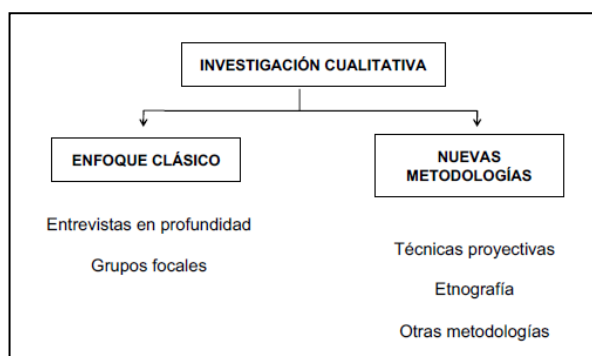 INVESTIGACIÓN CUALITATIVA
ENFOQUE CLÁSICO
Entrevistas en profundidad
Grupos focales
NUEVAS
METODOLOGÍAS
Técnicas proyectivas
Etnografía
Otras metodologías